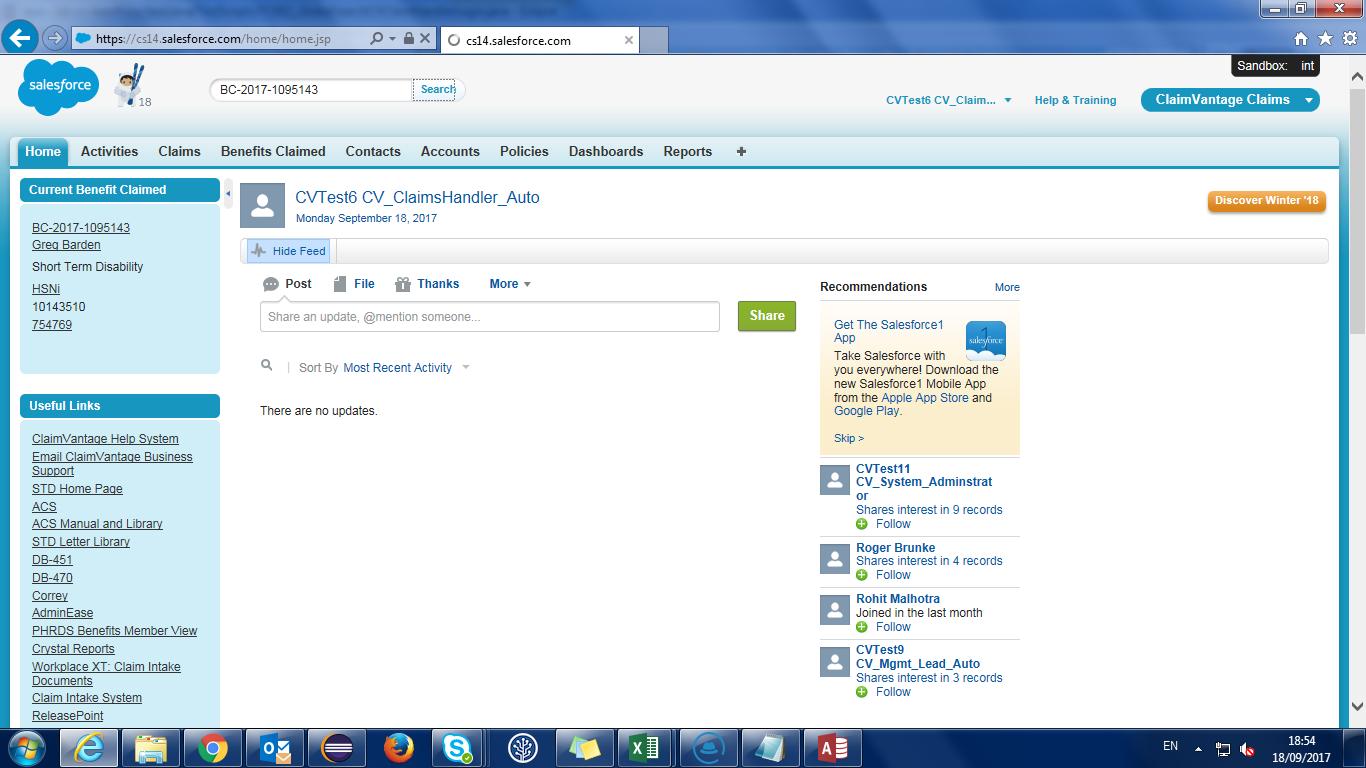 https://cs14.salesforce.com/home/home.jsp
cs14.salesforce.com
Sandbox: int
salesforce
18
BC-2017-1095143
Search
CVTest6 CV_Claim...
Help & Training
ClaimVantage Claims
Home
Activities
Claims
Benefits Claimed
Contacts
Accounts
Policies
Dashboards
Reports
Current Benefit Claimed
BC-2017-1095143
Greg Barden
Short Term Disability
HSNi
10143510
754769
Useful Links
ClaimVantage Help System
Email ClaimVantage Business
Support
STD Home Page
ACS
ACS Manual and Library
STD Letter Library
DB-451
DB-470
Correy
AdminEase
PHRDS Benefits Member View
Crystal Reports
Workplace XT: Claim Intake
Documents
Claim Intake System
ReleasePoint
CVTest6 CV_ClaimsHandler_Auto
Monday September 18, 2017
Discover Winter '18
Hide Feed
Post
File
Thanks
More
Share an update, @mention someone...
Share
Sort By Most Recent Activity
There are no updates.
Recommendations
More
Get The Salesforce1
App
salesforce
1
Take Salesforce with
you everywhere! Download the
new Salesforce1 Mobile App
from the Apple App Store and
Google Play.
Skip >
CVTest11
CV_System_Adminstrat
or
Shares interest in 9 records
Follow
Roger Brunke
Shares interest in 4 records
Follow
Rohit Malhotra
Joined in the last month
Follow
CVTest9
CV_Mgmt_Lead_Auto
Shares interest in 3 records
Follow
EN
18:54
18/09/2017